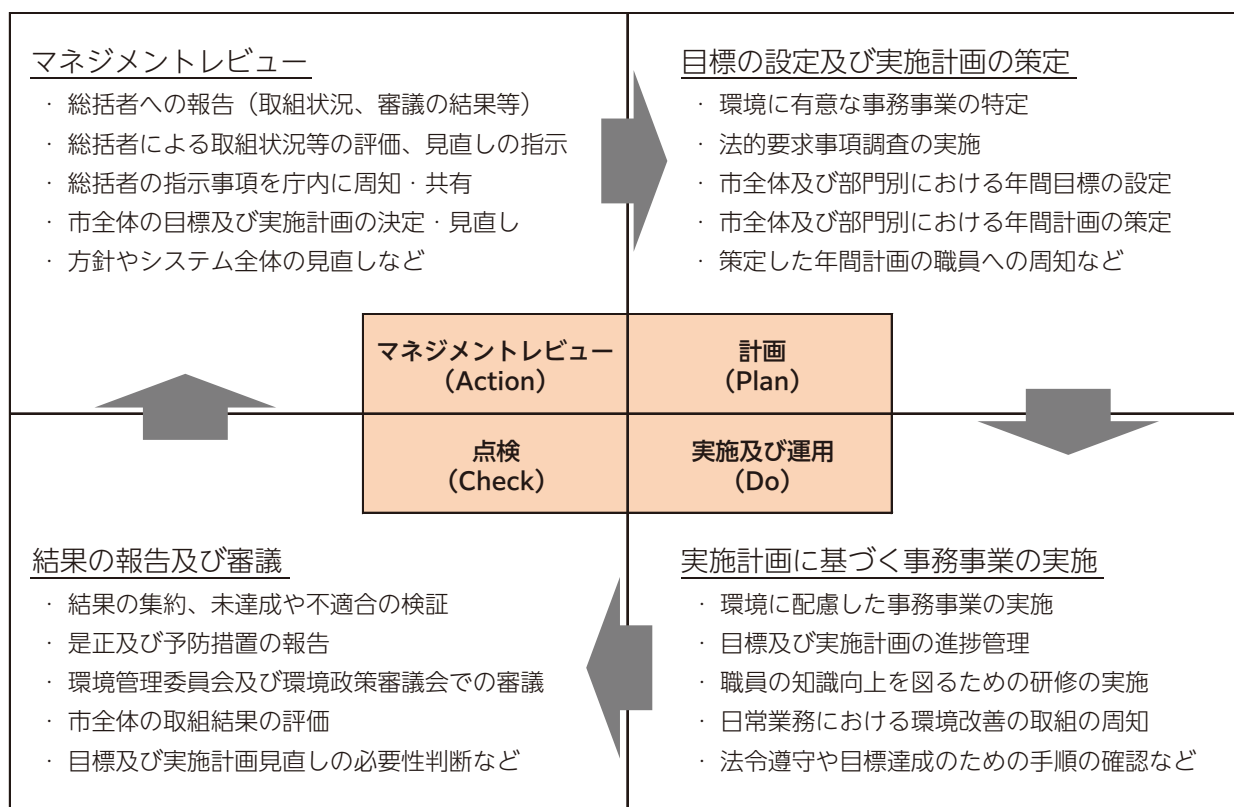 マネジメントレビュー
・総括者への報告（取組状況、審議の結果等）
・総括者による取組状況等の評価、見直しの指示
・総括者の指示事項を庁内に周知・共有
・市全体の目標及び実施計画の決定・見直し
・方針やシステム全体の見直しなど
目標の設定及び実施計画の策定
・環境に有意な事務事業の特定
・法的要求事項調査の実施
・市全体及び部門別における年間目標の設定
・市全体及び部門別における年間計画の策定
・策定した年間計画の職員への周知など
マネジメントレビュー
（Action）
計画
（Plan）
点検
（Check）
実施及び運用
（Do）
結果の報告及び審議
・結果の集約、未達成や不適合の検証
・是正及び予防措置の報告
・環境管理委員会及び環境政策審議会での審議
・市全体の取組結果の評価
・目標及び実施計画見直しの必要性判断など
実施計画に基づく事務事業の実施
・環境に配慮した事務事業の実施
・目標及び実施計画の進捗管理
・職員の知識向上を図るための研修の実施
・日常業務における環境改善の取組の周知
・法令遵守や目標達成のための手順の確認など